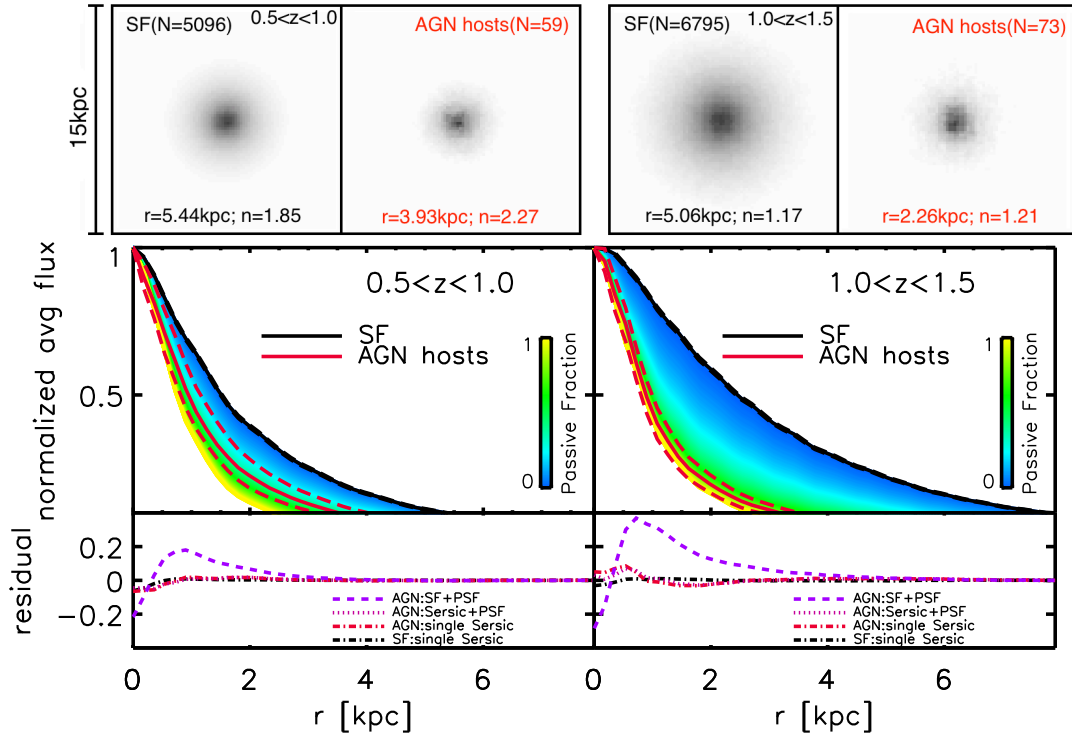 SF(N=5096) 0.5<z<1.0
AGN hosts(N=59)
SF(N=6795) 1.0<z<1.5
AGN hosts(N=73)
15kpc
r=5.44kpc; n=1.85
r=3.93kpc; n=2.27
r=5.06kpc; n=1.17
r=2.26kpc; n=1.21
normalized avg flux
1
0.5
0.5<z<1.0
SF
AGN hosts
1
0
Passive Fraction
1.0<z<1.5
SF
AGN hosts
1
0
Passive Fraction
residual
0.2
0
−0.2
AGN:SF+PSF
AGN:Sersic+PSF
AGN:single Sersic
SF:single Sersic
AGN:SF+PSF
AGN:Sersic+PSF
AGN:single Sersic
SF:single Sersic
0 2 4 6
0 2 4 6
r [kpc]
r [kpc]